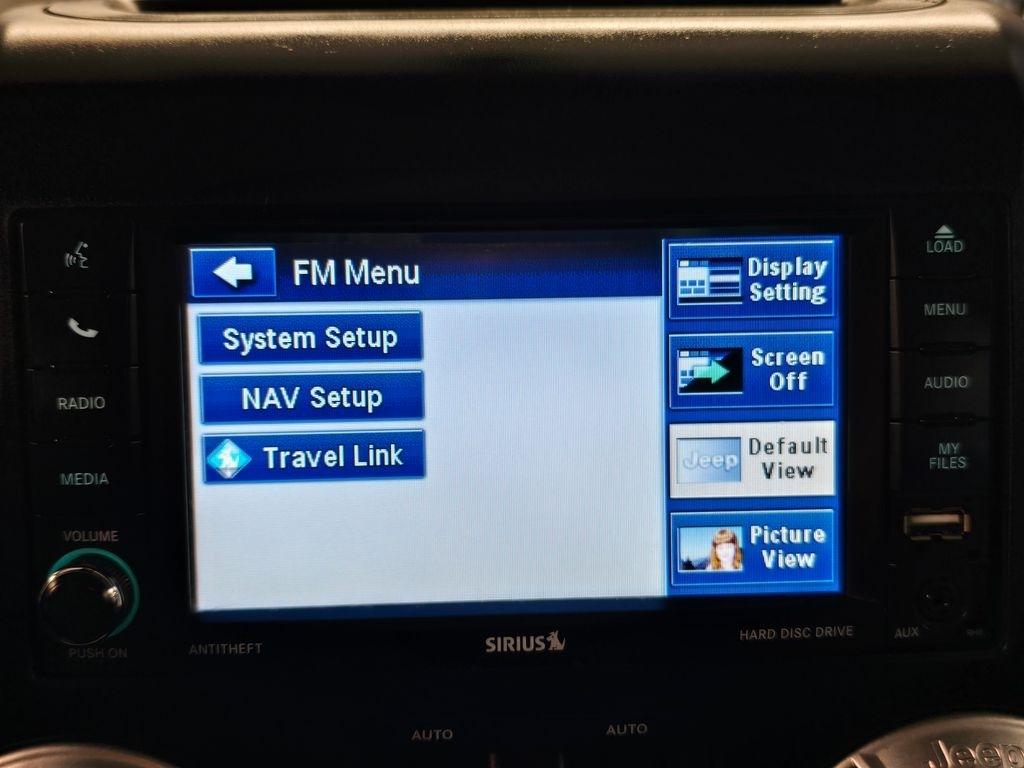 LOAD
FM Menu
Display
Setting
System Setup
MENU
Screen
Off
NAV Setup
AUDIO
RADIO
Travel Link
Jeep
Default
View
MY
FILES
MEDIA
VOLUME
Picture
View
PUSH ON
ANTITHEFT
SIRIUS
HARD DISC DRIVE
AUX
AUTO
AUTO
Jeep